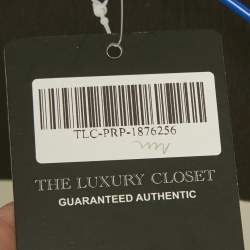 TLC-PRP-1876256
THE LUXURY CLOSET
GUARANTEED AUTHENTIC